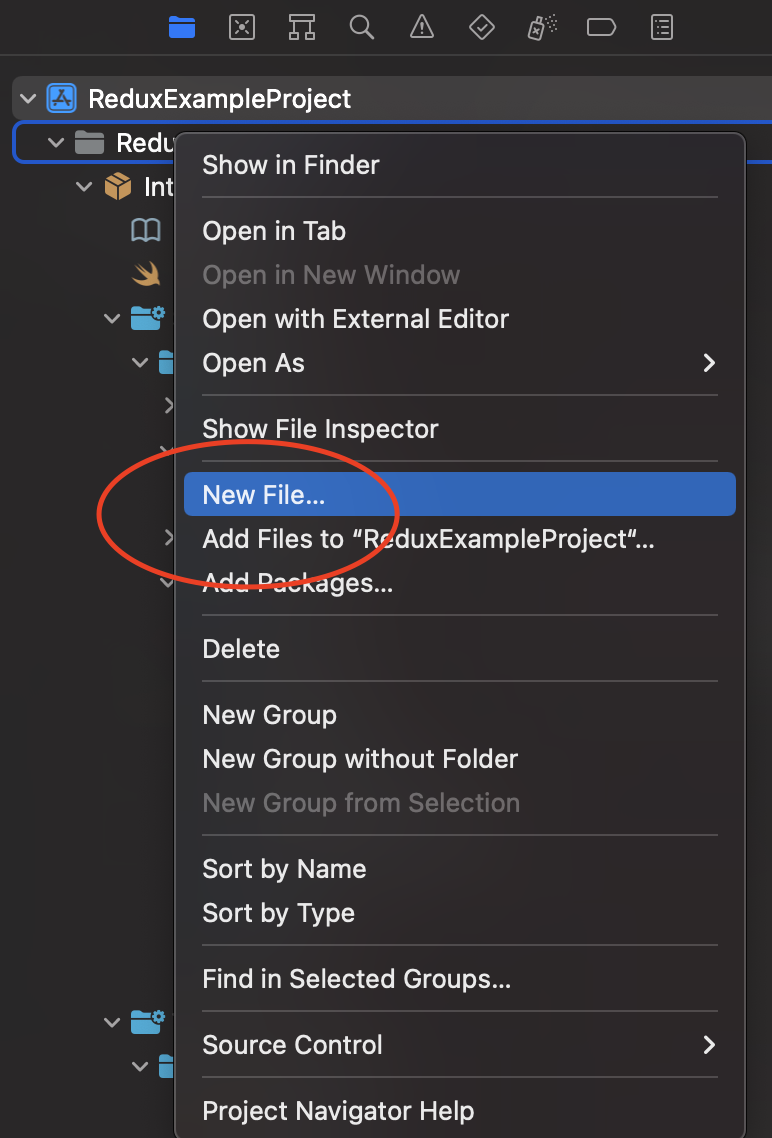 ReduxExampleProject
Redu
Show in Finder
Int
Open in Tab
Open in New Window
Open with External Editor
Open As
Show File Inspector
New File...
Add Files to “ReduxExampleProject“...
Add Packages...
Delete
New Group
New Group without Folder
New Group from Selection
Sort by Name
Sort by Type
Find in Selected Groups...
Source Control
Project Navigator Help